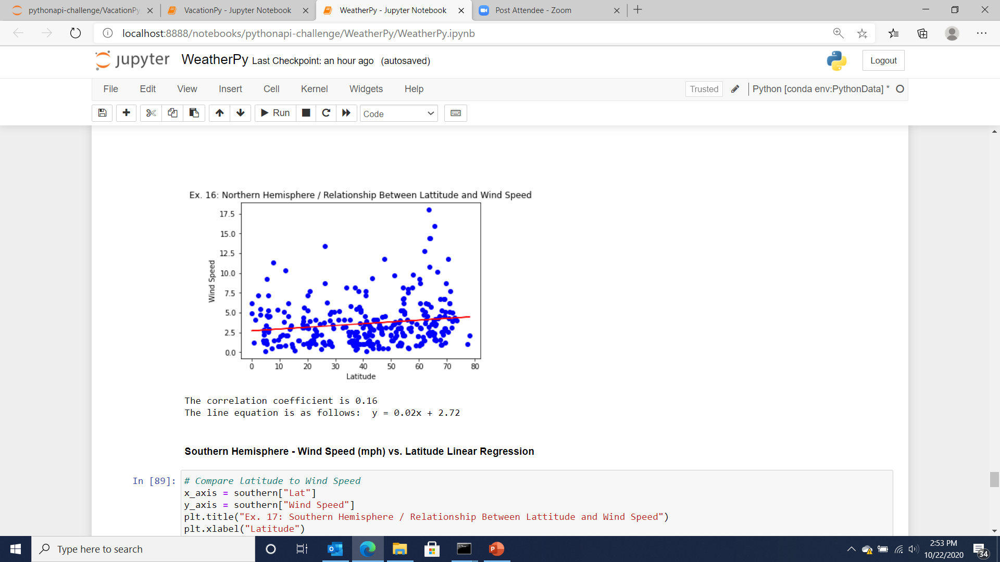 pythonapi-challenge/VacationPy
VacationPy - Jupyter Notebook
WeatherPy - Jupyter Notebook
Post Attendee - Zoom
localhost:8888/notebooks/pythonapi-challenge/WeatherPy/WeatherPy.ipynb
jupyter WeatherPy Last Checkpoint: an hour ago (autosaved)
Logout
File Edit View Insert Cell Kernel Widgets Help
Trusted
Python [conda env:PythonData] *
Run
Code
Ex. 16: Northern Hemisphere / Relationship Between Lattitude and Wind Speed
17.5
15.0
12.5
10.0
7.5
5.0
2.5
0.0
Wind Speed
0 10 20 30 40 50 60 70 80
Latitude
The correlation coefficient is 0.16
The line equation is as follows:  y = 0.02x + 2.72
Southern Hemisphere - Wind Speed (mph) vs. Latitude Linear Regression
In [89]:
# Compare latitude to Wind Speed
x_axis = southern["Lat"]
y_axis = southern["Wind Speed"]
plt.title("Ex. 17: Southern Hemisphere / Relationship Between Lattitude and Wind Speed")
plt.xlabel("Latitude")
Type here to search
2:53 PM
10/22/2020
34